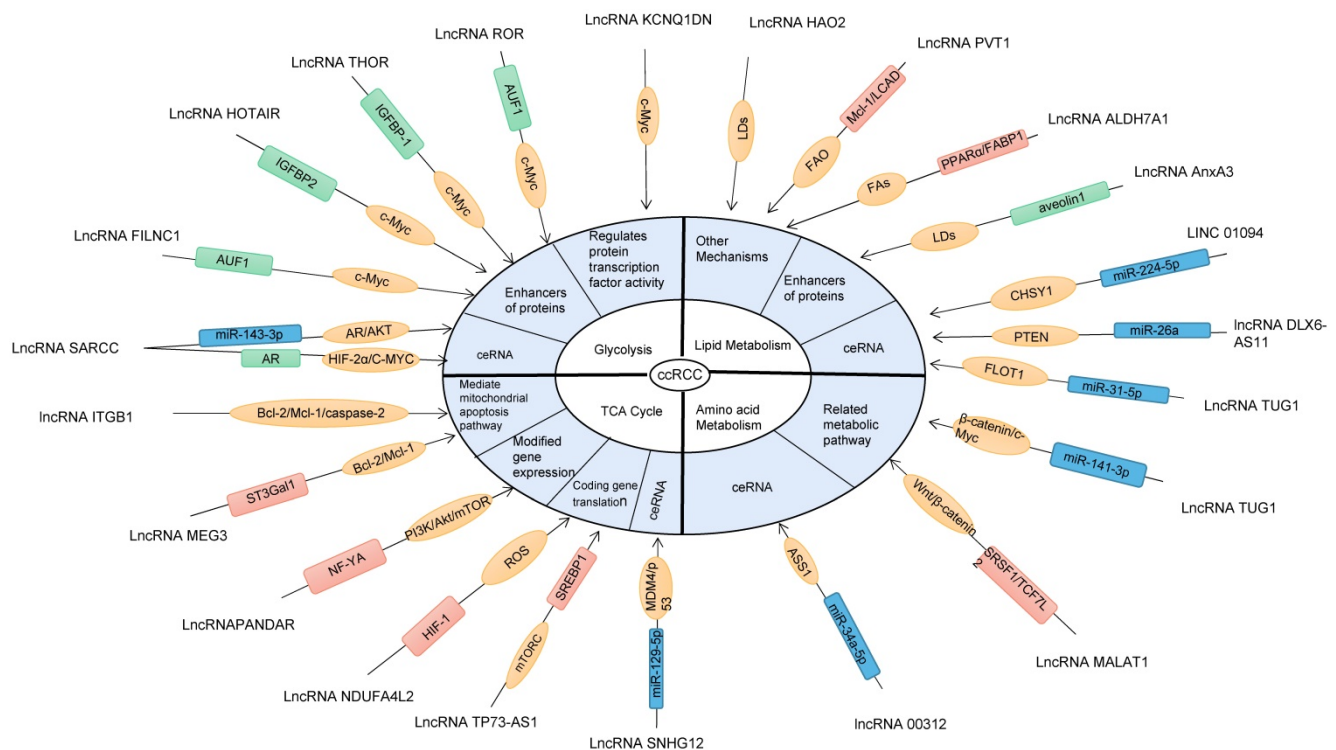 LncRNA KCNQ1DN
LncRNA HAO2
LncRNA ROR
LncRNA PVT1
LncRNA THOR
LncRNA HOTAIR
LncRNA ALDH7A1
LncRNA AnxA3
LncRNA FILNC1
LINC 01094
AUF1
c-Myc
IGFBP-1
c-Myc
IGFBP2
c-Myc
AUF1
c-Myc
c-Myc
LDs
Mcl-1/LCAD
FAO
PPARα/FABP1
FAs
aveolin1
LDs
miR-224-5p
CHSY1
miR-26a
PTEN
lncRNA DLX6-
AS11
miR-31-5p
FLOT1
LncRNA TUG1
β-catenin/c-
Myc
miR-141-3p
LncRNA TUG1
Wnt/β-catenin
SRSF1/TCF7L
2
LncRNA MALAT1
LncRNA SARCC
miR-143-3p
AR/AKT
AR
HIF-2α/C-MYC
lncRNA ITGB1
Bcl-2/Mcl-1/caspase-2
Bcl-2/Mcl-1
ST3Gal1
LncRNA MEG3
PI3K/Akt/mTOR
NF-YA
LncRNAPANDAR
ROS
HIF-1
LncRNA NDUFA4L2
SREBP1
mTORC
LncRNA TP73-AS1
MDM4/p
53
miR-129-5p
LncRNA SNHG12
ASS1
miR-34a-5p
lncRNA 00312
Regulates
protein
transcription
factor activity
Other
Mechanisms
Enhancers
of proteins
Enhancers
of proteins
ceRNA
Glycolysis
Lipid Metabolism
ceRNA
ccRCC
Mediate
mitochondrial
apoptosis
pathway
TCA Cycle
Amino acid
Metabolism
Related
metabolic
pathway
Modified
gene
expression
Coding gene
translation
ceRNA
ceRNA